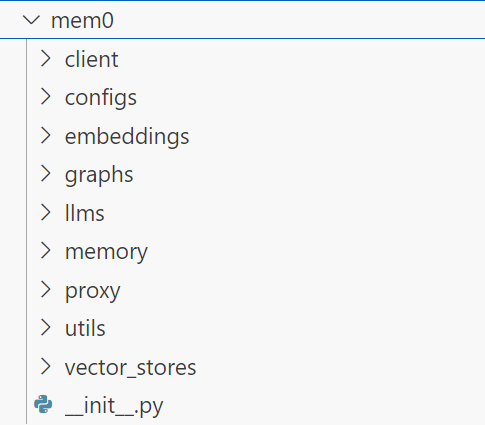 mem0
client
configs
embeddings
graphs
llms
memory
proxy
utils
vector_stores
__init__.py